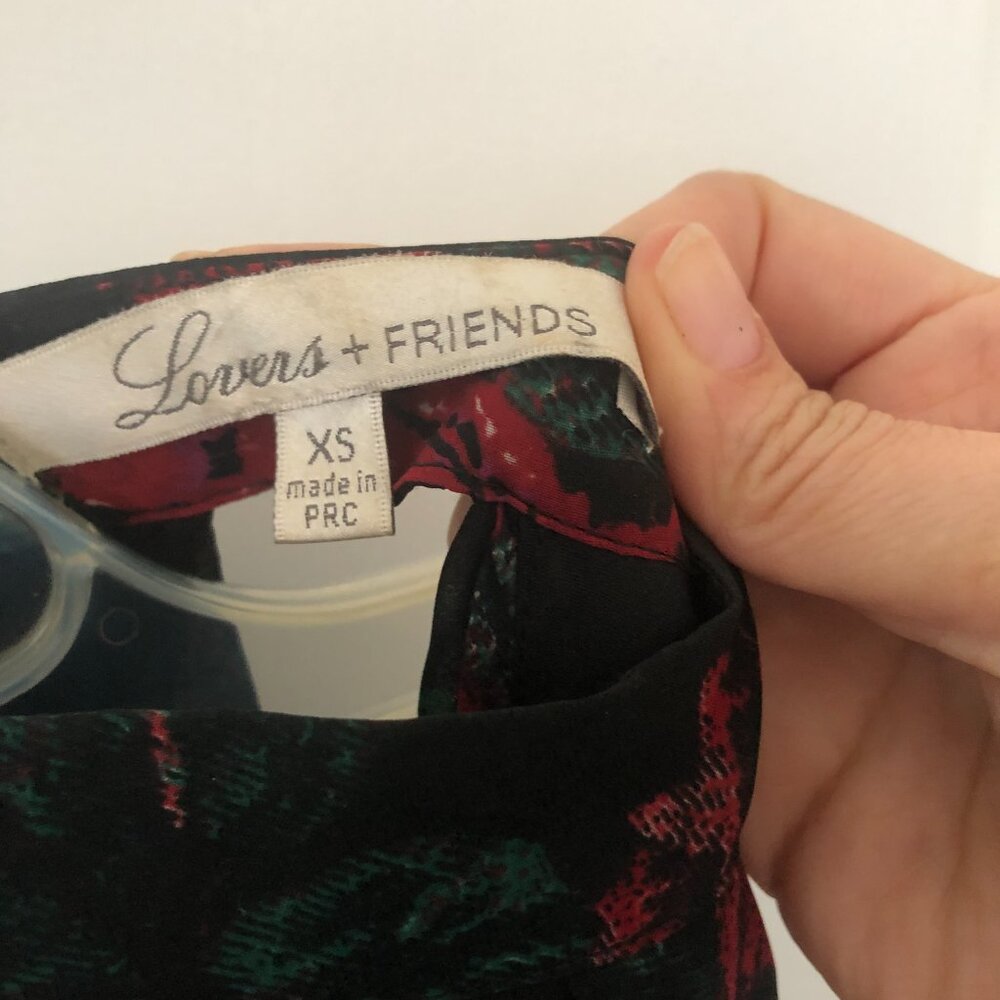 Lovers + FRIENDS
XS
made in
PRC